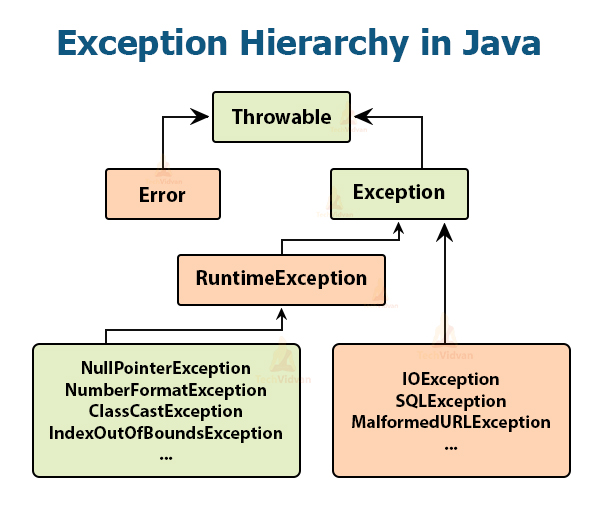 Exception Hierarchy in Java
Throwable
Error
Exception
RuntimeException
NullPointerException
NumberFormatException
ClassCastException
IndexOutOfBoundsException
...
IOException
SQLException
MalformedURLException
...